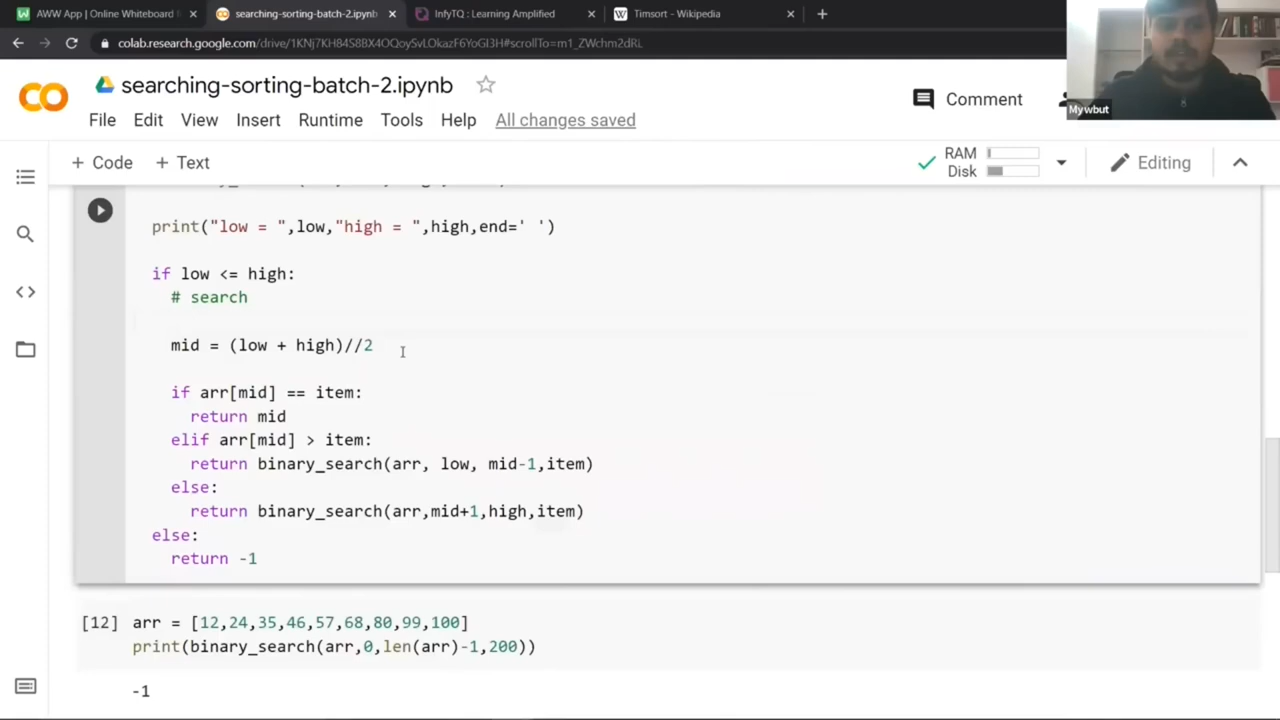 AWW App | Online Whiteboard
searching-sorting-batch-2.ipynb
InfyTQ : Learning Amplified
Timsort - Wikipedia
colab.research.google.com/drive/1KNj7KH84S8BX4OQoySvLOkazF6YoGI3H#scrollTo=m1_ZWchm2dRL
Mywbut
searching-sorting-batch-2.ipynb
Comment
File Edit View Insert Runtime Tools Help All changes saved
+ Code + Text
RAM
Disk
Editing
print("low = ",low,"high = ",high,end=' ')
if low <= high:
# search
mid = (low + high)//2
if arr[mid] == item:
return mid
elif arr[mid] > item:
return binary_search(arr, low, mid-1,item)
else:
return binary_search(arr,mid+1,high,item)
else:
return -1
[12] arr = [12,24,35,46,57,68,80,99,100]
print(binary_search(arr,0,len(arr)-1,200))
-1